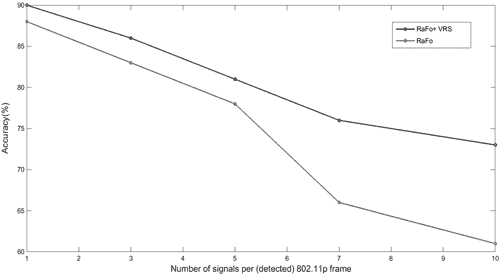 90
85
80
75
70
65
60
Accuracy(%)
RaFo+ VRS
RaFo
1 2 3 4 5 6 7 8 9 10
Number of signals per (detected) 802.11p frame